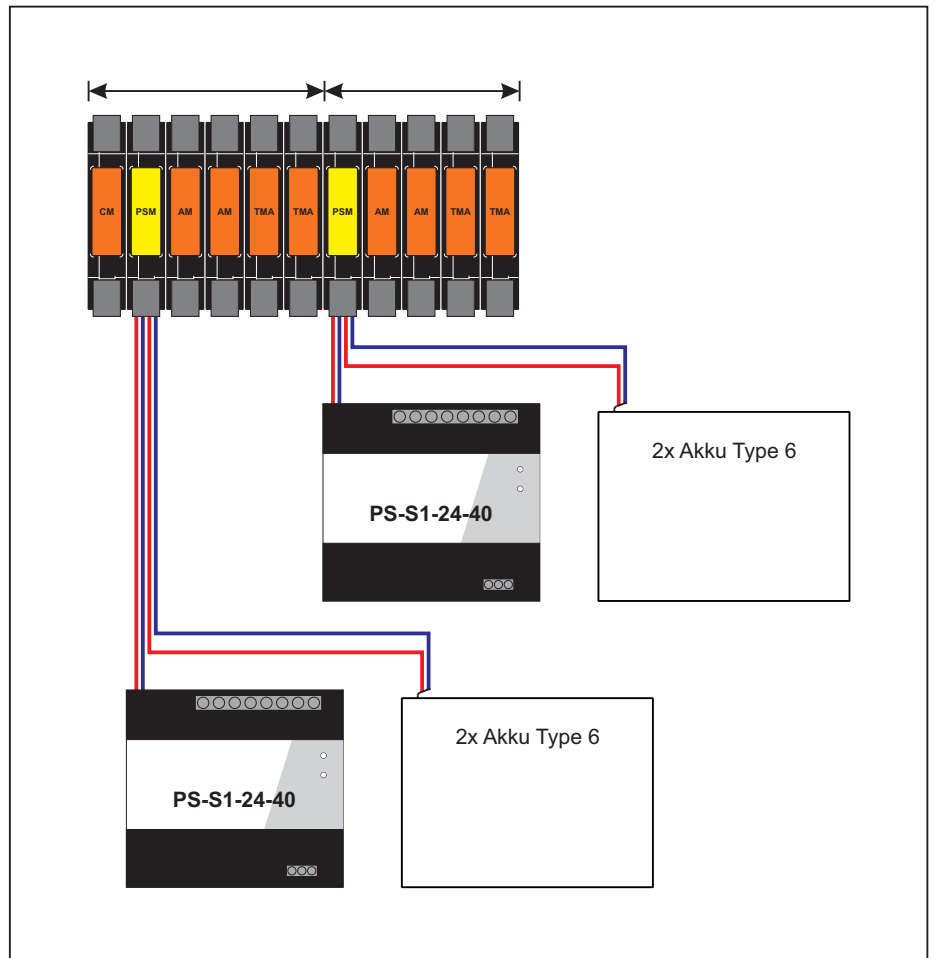 CM PSM AM AM TMA TMA PSM AM AM TMA TMA
2x Akku Type 6
PS-S1-24-40
2x Akku Type 6
PS-S1-24-40